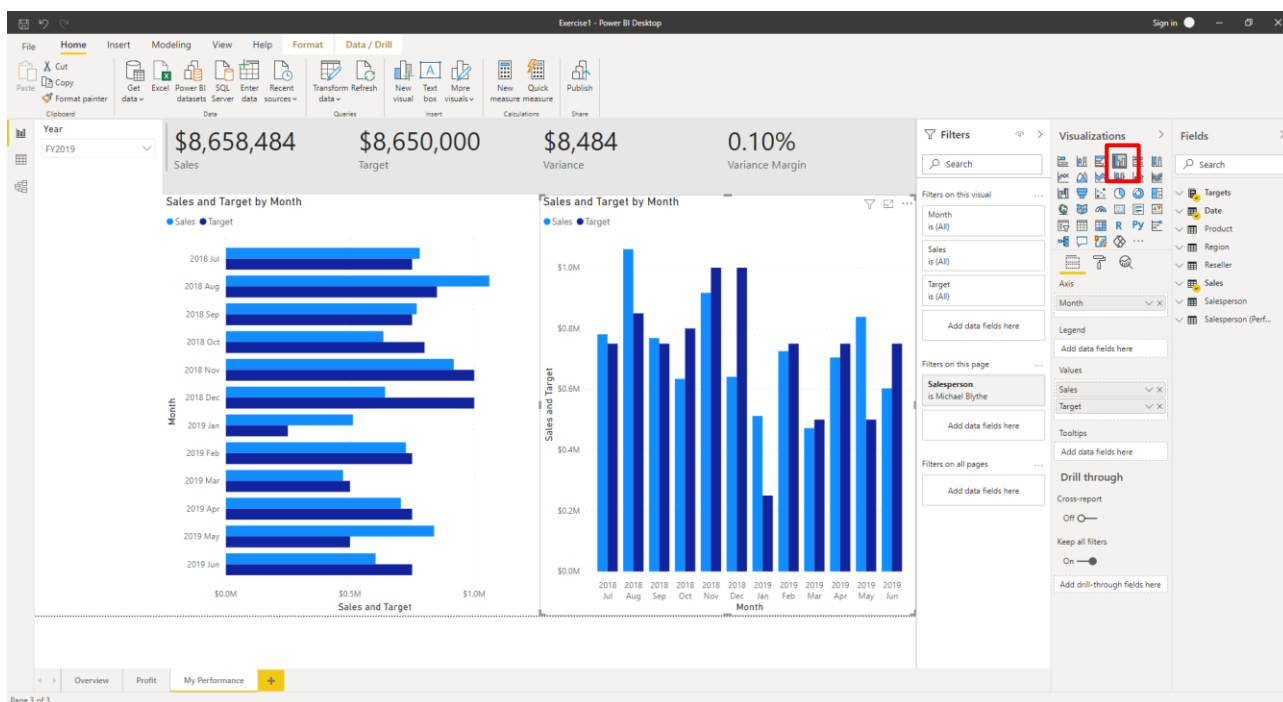 Exercise1 - Power BI Desktop
Sign in
File Home Insert Modeling View Help Format Data / Drill
Paste
Cut
Copy
Format painter
Clipboard
Get data
Excel
Power BI datasets
SQL Server
Enter data
Recent sources
Data
Transform data
Refresh
Queries
New visual
Text box
More visuals
Insert
New measure
Quick measure
Calculations
Publish
Share
Year
FY2019
$8,658,484
Sales
$8,650,000
Target
$8,484
Variance
0.10%
Variance Margin
Sales and Target by Month
Sales Target
Month
2018 Jul
2018 Aug
2018 Sep
2018 Oct
2018 Nov
2018 Dec
2019 Jan
2019 Feb
2019 Mar
2019 Apr
2019 May
2019 Jun
$0.0M $0.5M $1.0M
Sales and Target
Sales and Target by Month
Sales Target
Sales and Target
$1.0M
$0.8M
$0.6M
$0.4M
$0.2M
$0.0M
2018 2018 2018 2018 2018 2018 2019 2019 2019 2019 2019 2019
Jul Aug Sep Oct Nov Dec Jan Feb Mar Apr May Jun
Month
Filters
Search
Filters on this visual ...
Month
is (All)
Sales
is (All)
Target
is (All)
Add data fields here
Filters on this page ...
Salesperson
is Michael Blythe
Add data fields here
Filters on all pages ...
Add data fields here
Visualizations
R Py
...
Axis
Month
Legend
Add data fields here
Values
Sales
Target
Tooltips
Add data fields here
Drill through
Cross-report
Off
Keep all filters
On
Add drill-through fields here
Fields
Search
Targets
Date
Product
Region
Reseller
Sales
Salesperson
Salesperson (Perf...
Overview Profit My Performance +
Page 3 of 3